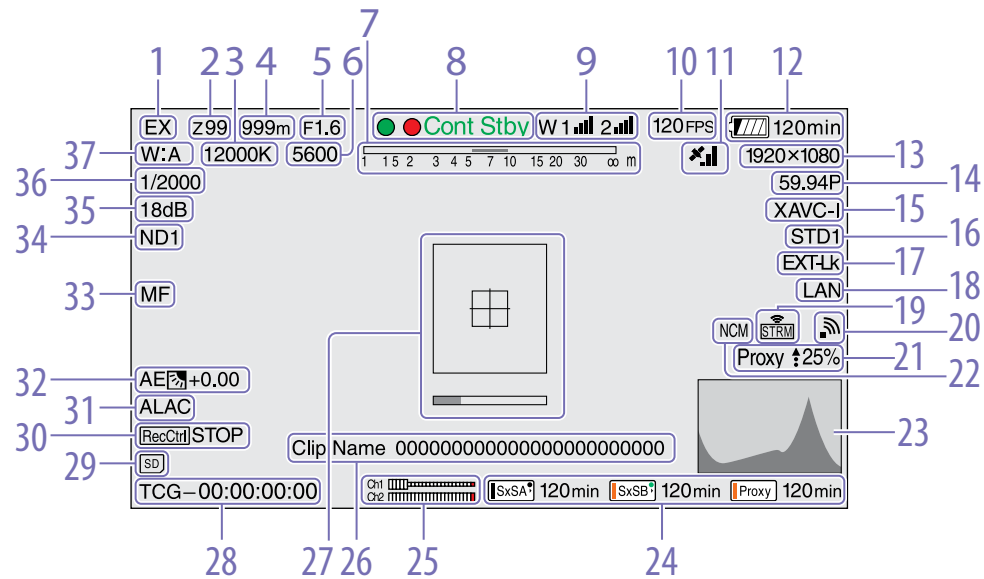 7
1 2 3 4 5 6 8 9 10 11 12
EX Z99 999m F1.6 Cont Stby W 1 2 120FPS 120min
37 W:A 12000K 5600 1 1 5 2 3 4 5 7 10 15 20 30 ∞ m 1920×1080 13
36 1/2000 59.94P 14
35 18dB XAVC-I 15
34 ND1 STD1 16
EXT-Lk 17
33 MF LAN 18
19
NCM STRM 20
27 Proxy 25% 21
32 AE +0.00 22
31 ALAC
30 RecCtrl STOP 23
Clip Name 000000000000000000000000
29 SD
TCG–00:00:00:00 Ch1 Ch2 SxSA 120min SxSB 120min Proxy 120min
28 27 26 25 24